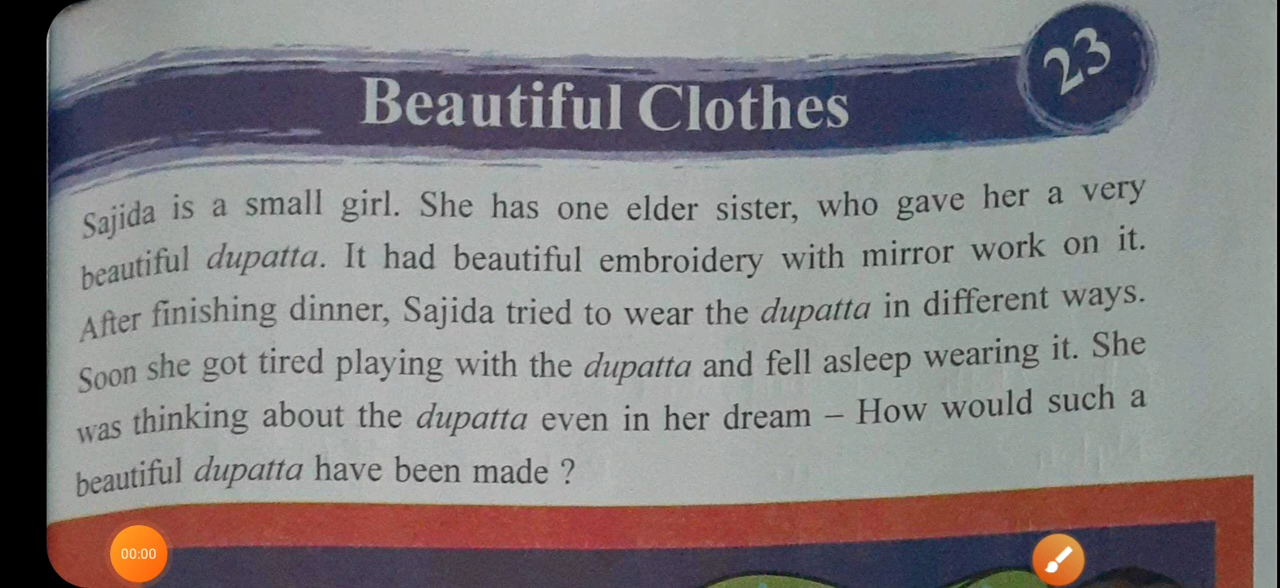 23
Beautiful Clothes
Sajida is a small girl. She has one elder sister, who gave her a very
beautiful dupatta. It had beautiful embroidery with mirror work on it.
After finishing dinner, Sajida tried to wear the dupatta in different ways.
Soon she got tired playing with the dupatta and fell asleep wearing it. She
was thinking about the dupatta even in her dream – How would such a
beautiful dupatta have been made ?
00:00